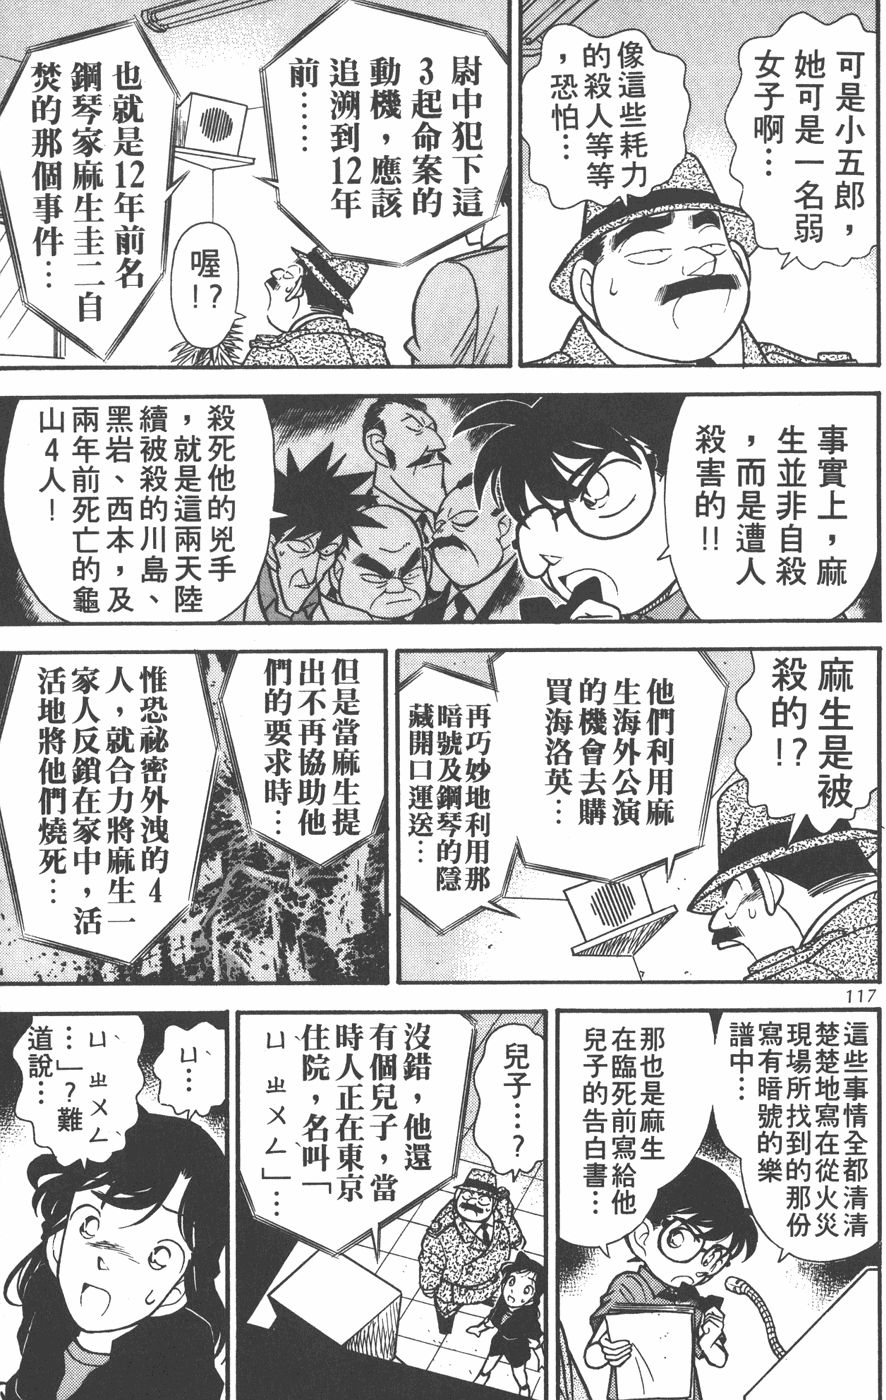 可是小五郎，
她可是一名弱
女子啊…
像這些耗力
的殺人等等
，恐怕…
尉中犯下這
3起命案的
動機，應該
追溯到12年
前……
也就是12年前名
鋼琴家麻生圭二自
焚的那個事件…
喔!?
事實上，麻
生並非自殺
，而是遭人
殺害的!!
殺死他的兇手
，就是這兩天陸
續被殺的川島、
黑岩、西本，及
兩年前死亡的龜
山4人！
麻生是被
殺的!?
他們利用麻
生海外公演
的機會去購
買海洛英…
再巧妙地利用那
暗號及鋼琴的隱
藏開口運送…
但是當麻生提
出不再協助他
們的要求時…
惟恐祕密外洩的4
人，就合力將麻生一
家人反鎖在家中，活
活地將他們燒死…
117
這些事情全都清清
楚楚地寫在從火災
現場所找到的那份
寫有暗號的樂
譜中…
那也是麻生
在臨死前寫給他
兒子的告白書…
兒子…?
沒錯，他還
有個兒子，當
時人正在東京
住院，名叫「
ㄩˋ ㄓㄨㄥˋ」…
ㄩˋ…
ㄩˋ ㄓㄨㄥˋ
…」？難
道說…